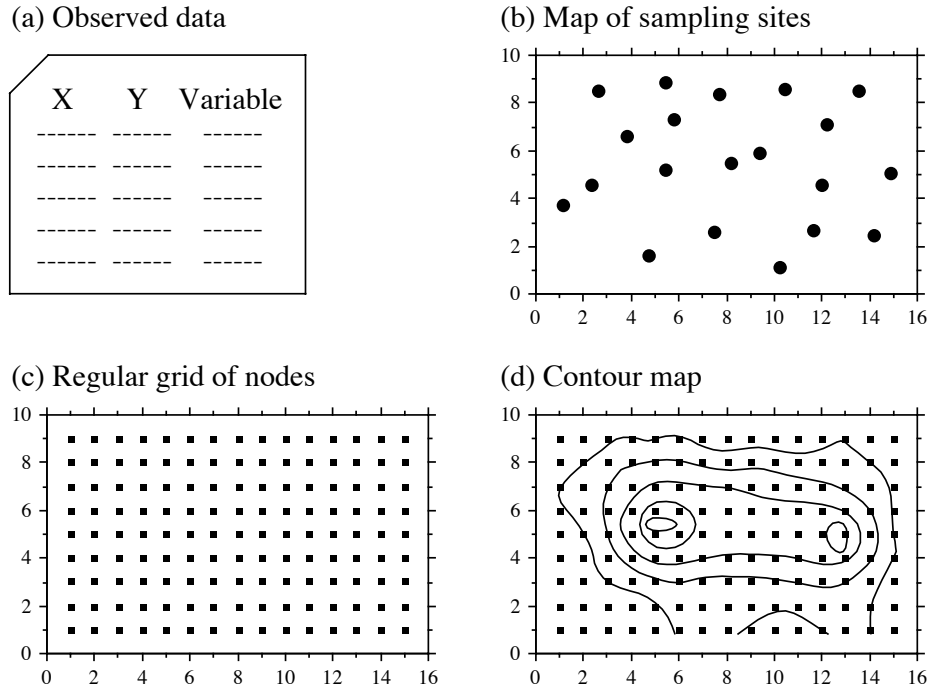 (a) Observed data
X Y Variable
(b) Map of sampling sites
10
8
6
4
2
0
0 2 4 6 8 10 12 14 16
(c) Regular grid of nodes
10
8
6
4
2
0
0 2 4 6 8 10 12 14 16
(d) Contour map
10
8
6
4
2
0
0 2 4 6 8 10 12 14 16